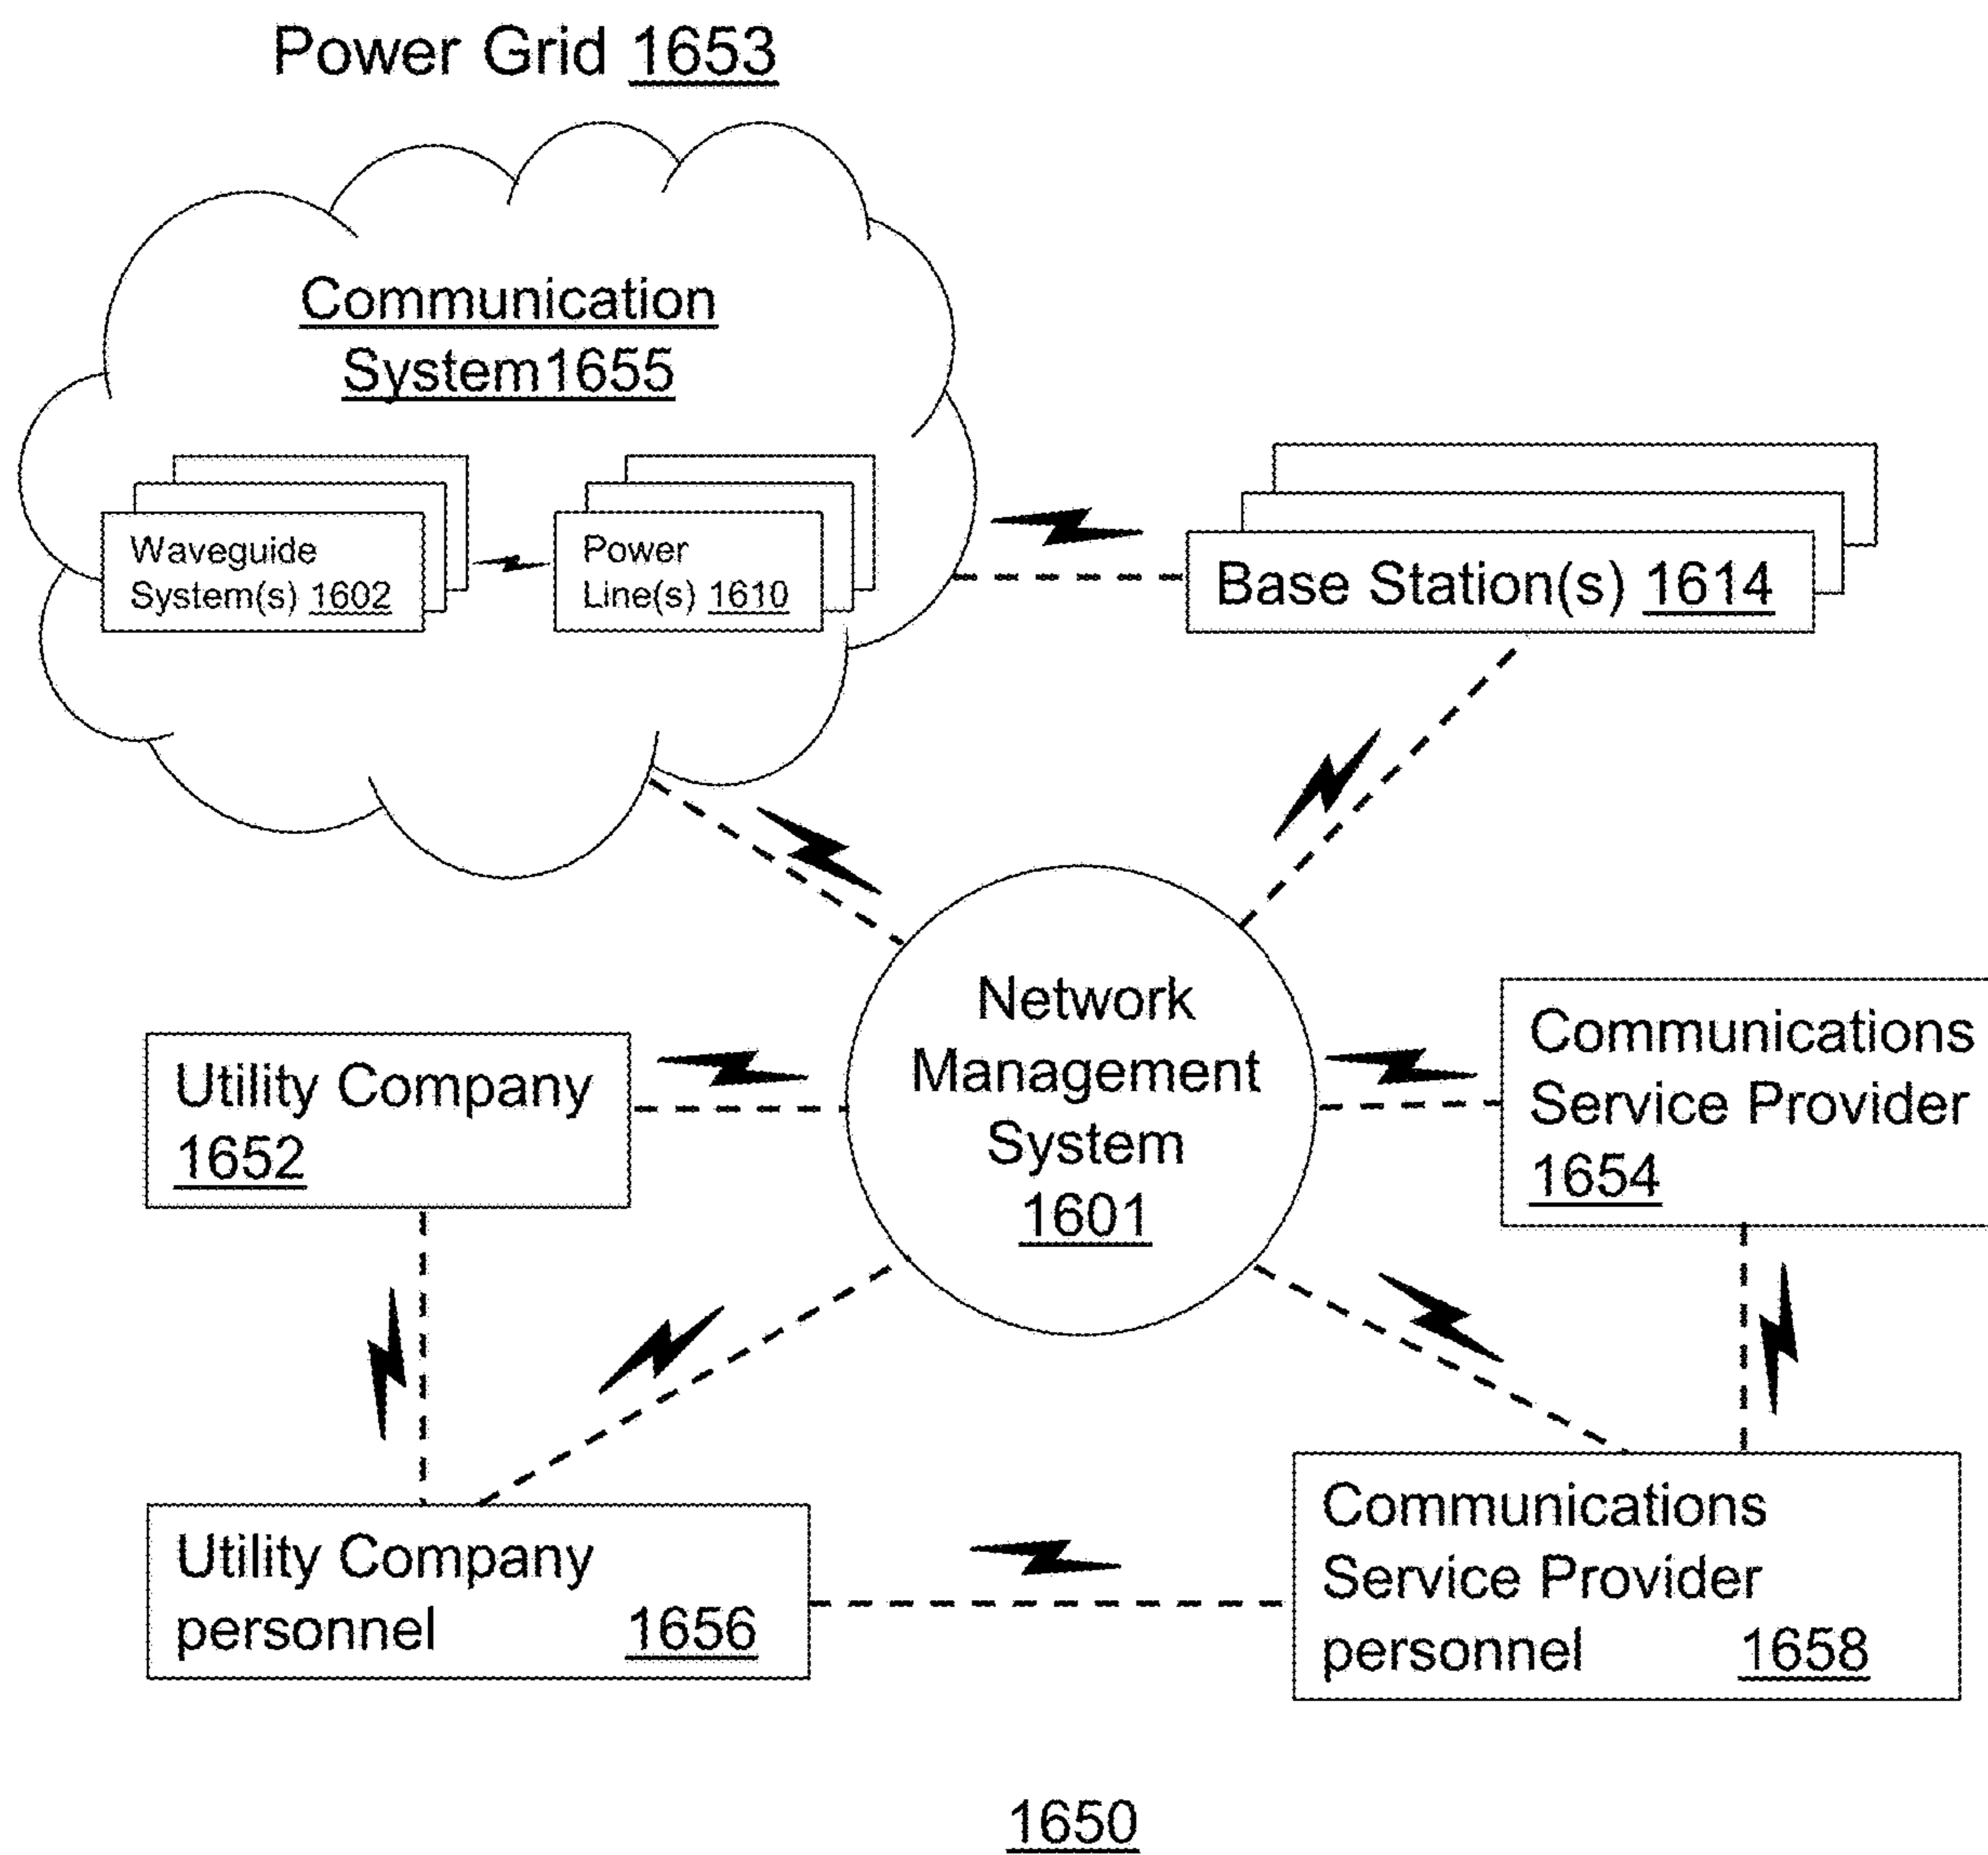 Power Grid 1653
Communication
System1655
Waveguide
System(s) 1602
Power
Line(s) 1610
Base Station(s) 1614
Network
Management
System
1601
Utility Company
1652
Communications
Service Provider
1654
Utility Company
personnel 1656
Communications
Service Provider
personnel 1658
1650